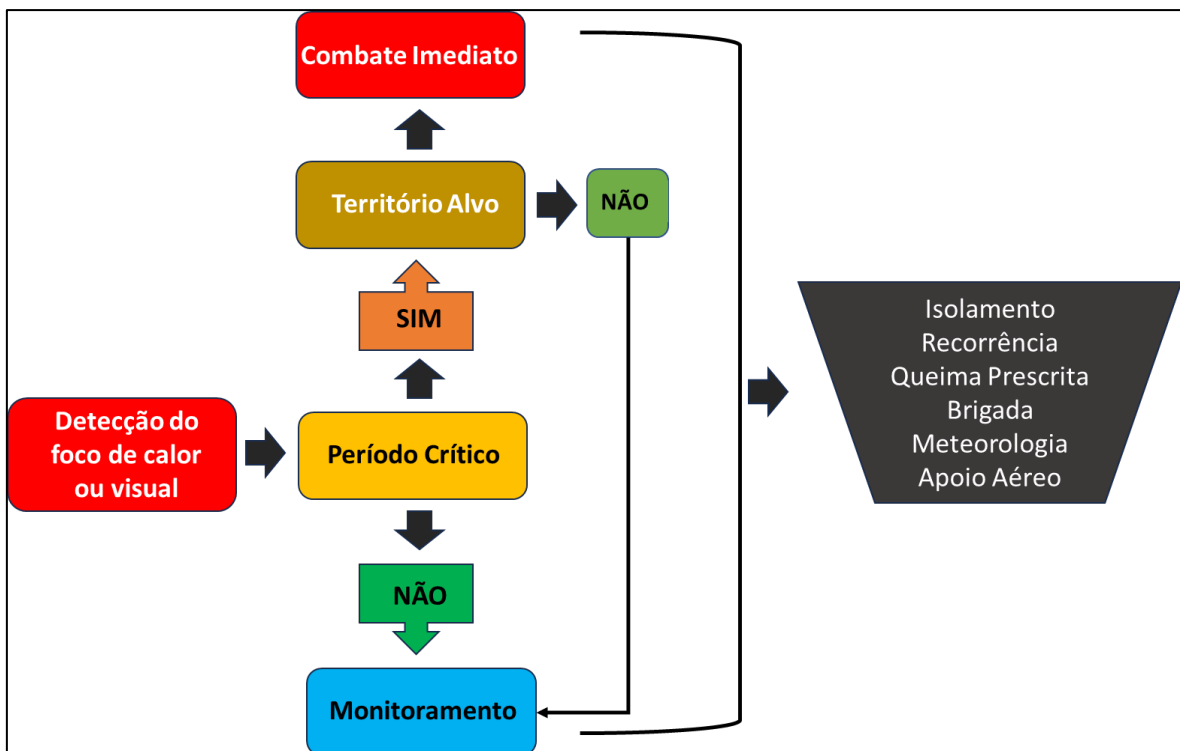 Combate Imediato
Território Alvo
NÃO
SIM
Detecção do
foco de calor
ou visual
Período Crítico
NÃO
Monitoramento
Isolamento
Recorrência
Queima Prescrita
Brigada
Meteorologia
Apoio Aéreo